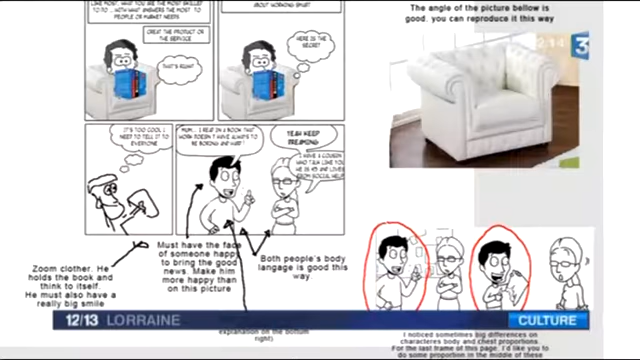 LIKE MOST, WHAT YOU ARE THE MOST SKILLED
TO ... WITH WHAT ANSWERS THE MOST TO
PEOPLE OR MARKET NEEDS
ABOUT WORKING SMART
GREAT THE PRODUCT OR
THE SERVICE
THAT'S RIGHT
HERE IS THE
SECRET
The angle of the picture bellow is
good. you can reproduce it this way
12:14 3
IT'S TOO COOL I
NEED TO TELL IT TO
EVERYONE
MUM... I READ IN A BOOK THAT
WORK DOESN'T HAVE ALWAYS TO
BE BORING AND HARD !
YEAH KEEP
DREAMING
I HAVE A COUSIN
WHO TALK LIKE YOU
HE IS 45 AND LIVES
FROM SOCIAL HELP
Zoom clother. He
holds the book and
think to itself.
He must also have a
really big smile
Must have the face
of someone happy
to bring the good
news. Make him
more happy than
on this picture
Both people's body
langage is good this
way
12/13 LORRAINE
CULTURE
explanation on the bottom
right)
I noticed sometimes big differences on
characteres body and chest proportions.
For the last frame of this page, I'd like you to
do some proportion in the middle of these